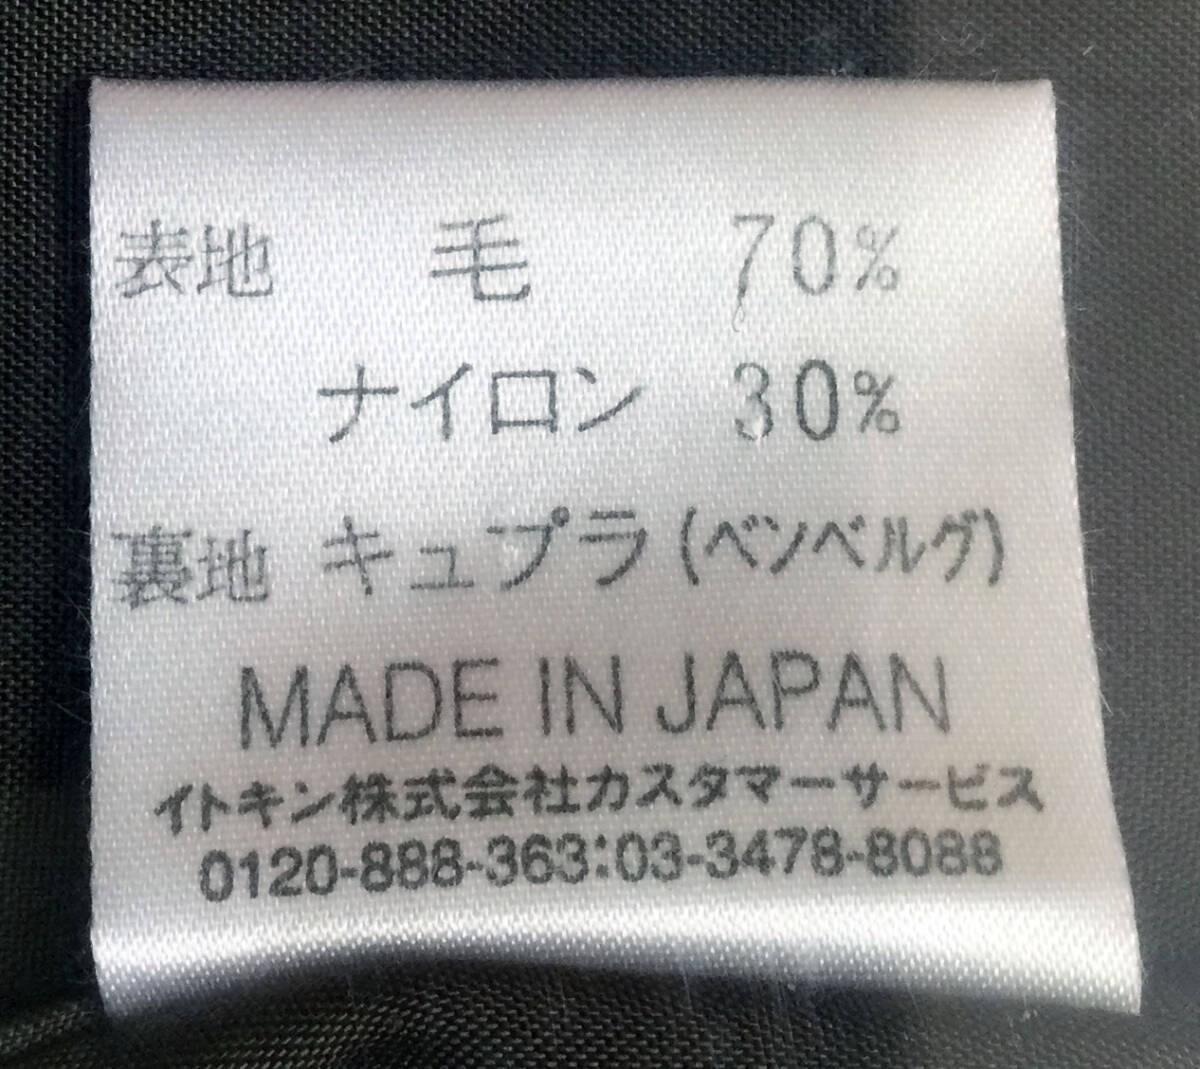 表地 毛 70%
ナイロン 30%
裏地 キュプラ(ベンベルグ)
MADE IN JAPAN
イトキン株式会社カスタマーサービス
0120-888-363:03-3478-8088